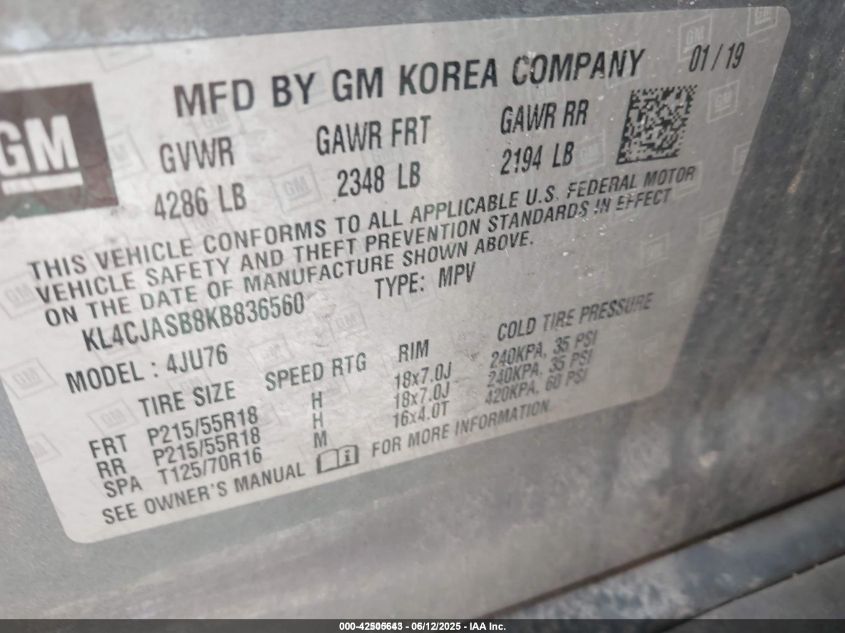 GM
MFD BY GM KOREA COMPANY 01/19
GVWR GAWR FRT GAWR RR
4286 LB 2348 LB 2194 LB
THIS VEHICLE CONFORMS TO ALL APPLICABLE U.S. FEDERAL MOTOR
VEHICLE SAFETY AND THEFT PREVENTION STANDARDS IN EFFECT
ON THE DATE OF MANUFACTURE SHOWN ABOVE.
KL4CJASB8KB836560 TYPE: MPV
MODEL : 4JU76
TIRE SIZE SPEED RTG RIM COLD TIRE PRESSURE
FRT P215/55R18 H 18x7.0J 240KPA, 35 PSI
RR P215/55R18 H 18x7.0J 240KPA, 35 PSI
SPA T125/70R16 M 16x4.0T 420KPA, 60 PSI
SEE OWNER'S MANUAL FOR MORE INFORMATION
000-42505643 - 06/12/2025 - IAA Inc.